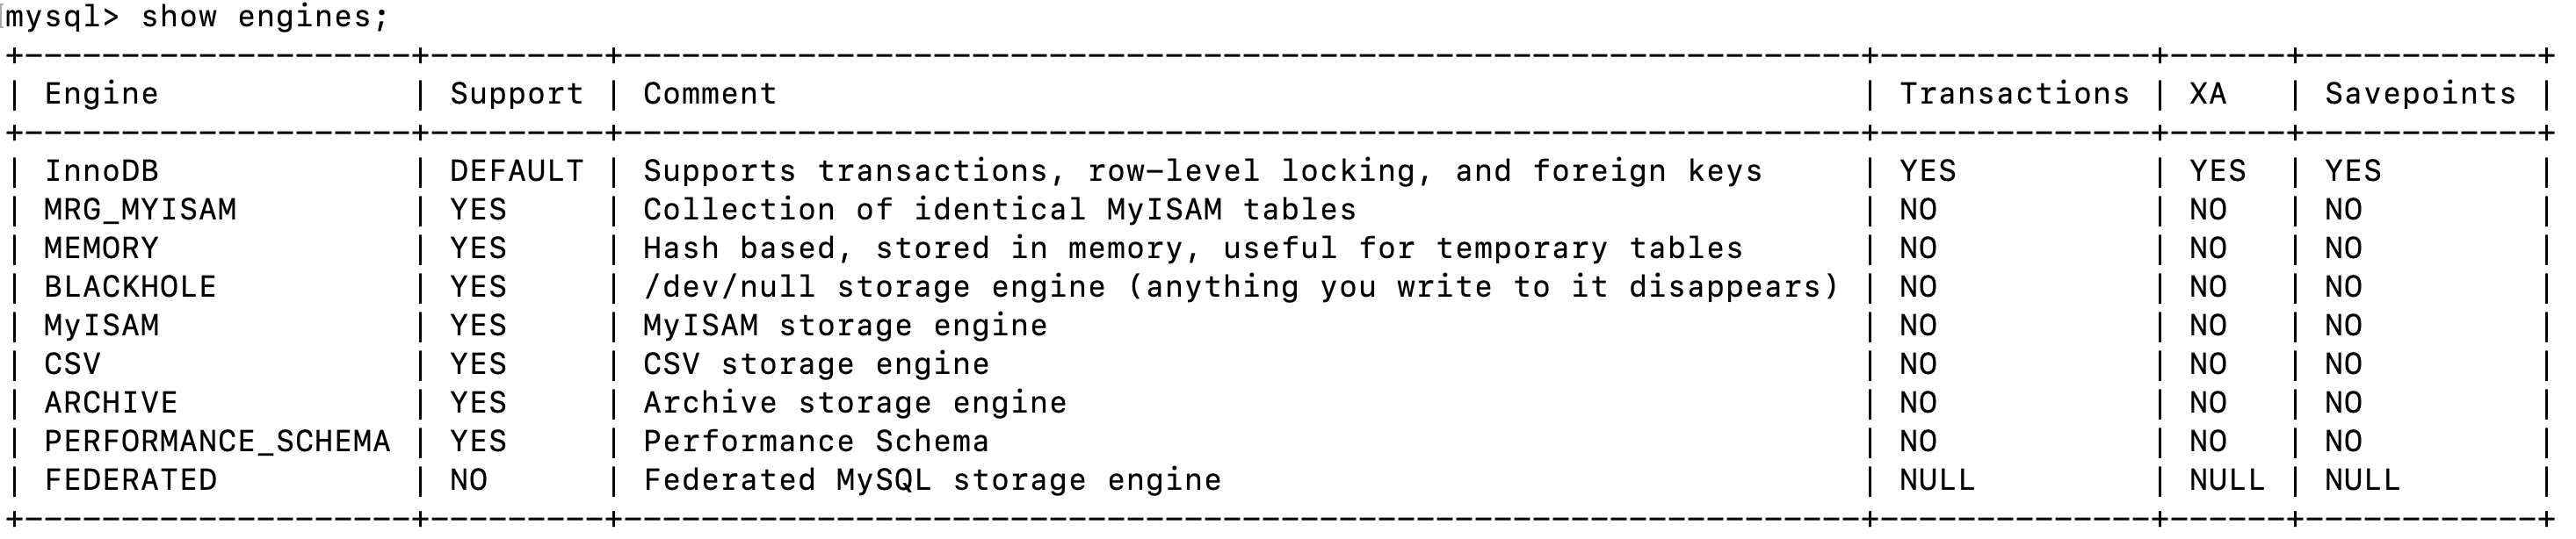 mysql> show engines;
+--------------------+---------+----------------------------------------------------------------+--------------+------+------------+
| Engine             | Support | Comment                                                        | Transactions | XA   | Savepoints |
+--------------------+---------+----------------------------------------------------------------+--------------+------+------------+
| InnoDB             | DEFAULT | Supports transactions, row-level locking, and foreign keys     | YES          | YES  | YES        |
| MRG_MYISAM         | YES     | Collection of identical MyISAM tables                          | NO           | NO   | NO         |
| MEMORY             | YES     | Hash based, stored in memory, useful for temporary tables      | NO           | NO   | NO         |
| BLACKHOLE          | YES     | /dev/null storage engine (anything you write to it disappears) | NO           | NO   | NO         |
| MyISAM             | YES     | MyISAM storage engine                                          | NO           | NO   | NO         |
| CSV                | YES     | CSV storage engine                                             | NO           | NO   | NO         |
| ARCHIVE            | YES     | Archive storage engine                                         | NO           | NO   | NO         |
| PERFORMANCE_SCHEMA | YES     | Performance Schema                                             | NO           | NO   | NO         |
| FEDERATED          | NO      | Federated MySQL storage engine                                 | NULL         | NULL | NULL       |
+--------------------+---------+----------------------------------------------------------------+--------------+------+------------+